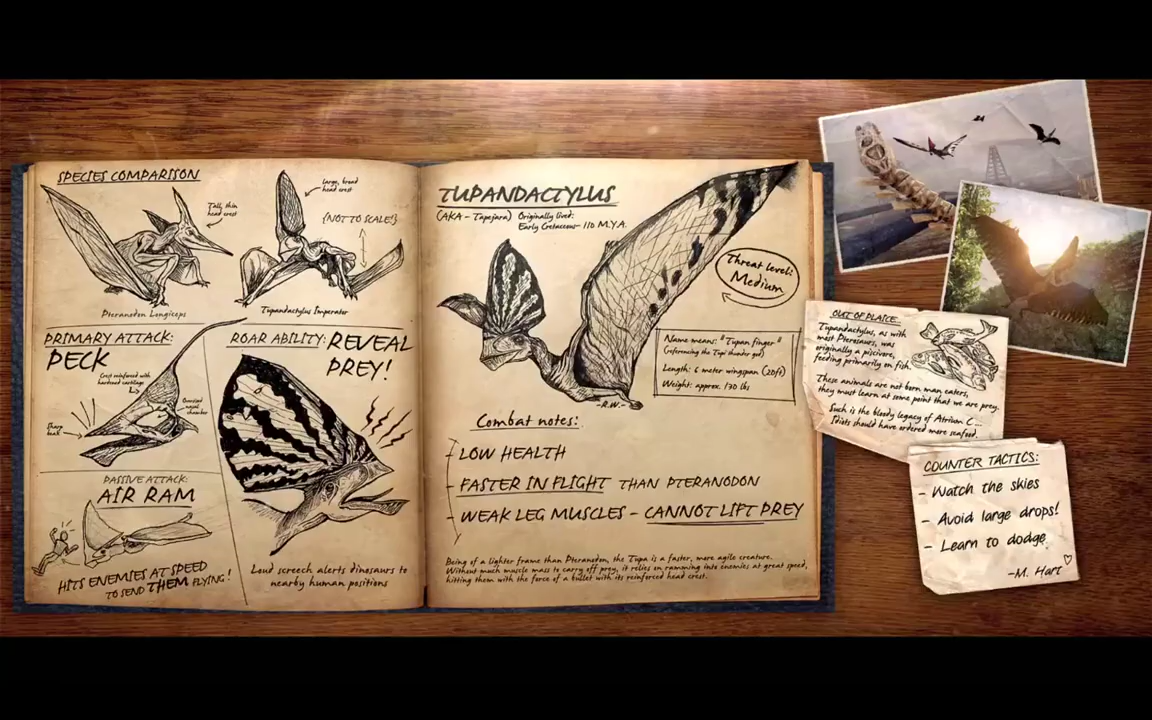 SPECIES COMPARISON
Tall, thin
head crest
large, broad
head crest
(NOT TO SCALE!)
Pteranodon Longiceps
Tupandactylus Imperator
PRIMARY ATTACK:
PECK
Crest reinforced with
hardened cartilage
Oversized
nasal
chamber
Sharp
beak
PASSIVE ATTACK:
AIR RAM
HITS ENEMIES AT SPEED
TO SEND THEM FLYING!
ROAR ABILITY: REVEAL
PREY!
Loud screech alerts dinosaurs to
nearby human positions
TUPANDACTYLUS
(AKA - Tapejara) Originally lived:
Early Cretaceous - 110 M.Y.A.
Threat level:
Medium
Name means: "Tupan finger"
(referencing the Tupi thunder god)
Length: 6 meter wingspan (20ft)
Weight: approx. 130 lbs
-R.W.-
Combat notes:
- LOW HEALTH
- FASTER IN FLIGHT THAN PTERANODON
- WEAK LEG MUSCLES - CANNOT LIFT PREY
Being of a lighter frame than Pteranodon, the Tupa is a faster, more agile creature.
Without much muscle mass to carry off prey, it relies on ramming into enemies at great speed,
hitting them with the force of a bullet with its reinforced head crest.
OUT OF PLAICE:
Tupandactylus, as with
most Pterosaurs, was
originally a piscivore,
feeding primarily on fish.
These animals are not born man eaters,
they must learn at some point that we are prey.
Such is the bloody legacy of Atrium C...
Idiots should have ordered more seafood.
COUNTER TACTICS:
- Watch the skies
- Avoid large drops!
- Learn to dodge
-M. Hart